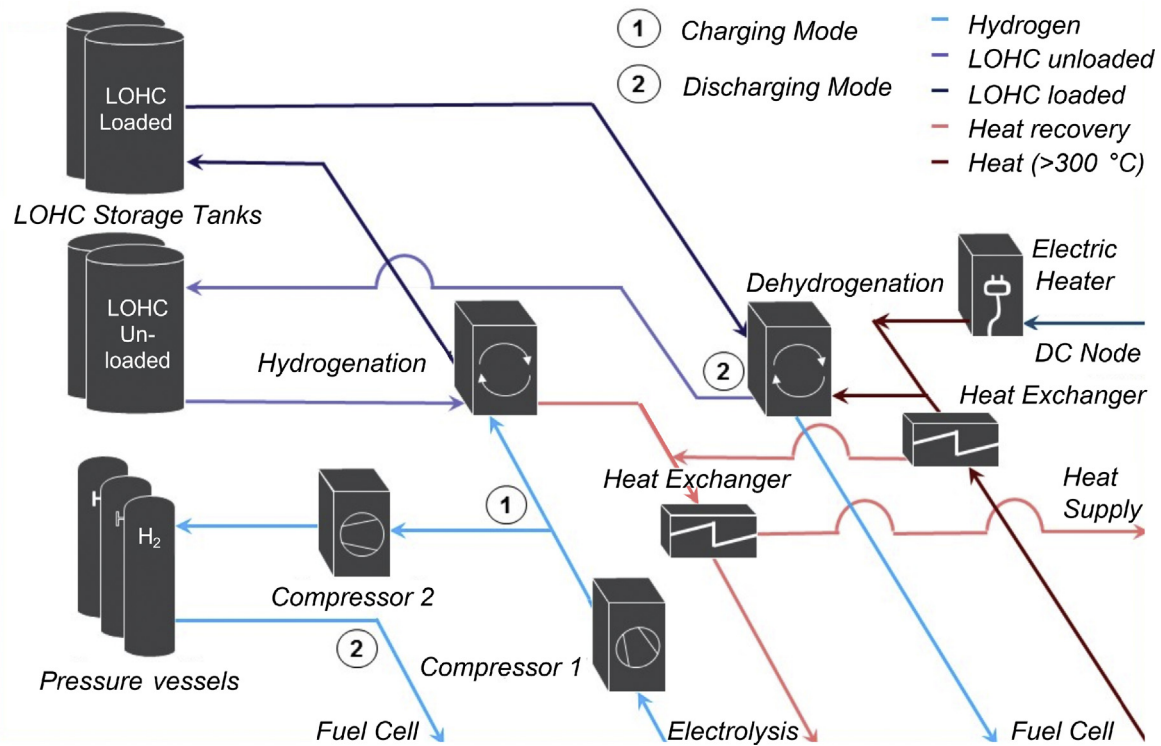 1 Charging Mode
2 Discharging Mode
Hydrogen
LOHC unloaded
LOHC loaded
Heat recovery
Heat (>300 °C)
LOHC
Loaded
LOHC Storage Tanks
LOHC
Un-
loaded
Hydrogenation
Dehydrogenation
2
Electric
Heater
DC Node
Heat Exchanger
Heat Exchanger
Heat
Supply
1
H
H
H2
Compressor 2
2
Compressor 1
Pressure vessels
Fuel Cell
Electrolysis
Fuel Cell